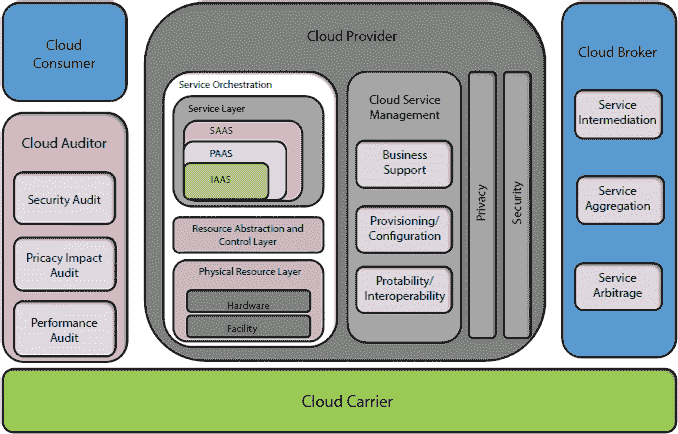 Cloud
Consumer
Cloud Auditor
Security Audit
Pricacy Impact
Audit
Performance
Audit
Cloud Provider
Service Orchestration
Service Layer
SAAS
PAAS
IAAS
Resource Abstraction and
Control Layer
Physical Resource Layer
Hardware
Facility
Cloud Service
Management
Business
Support
Provisioning/
Configuration
Protability/
Interoperability
Privacy
Security
Cloud Broker
Service
Intermediation
Service
Aggregation
Service
Arbitrage
Cloud Carrier